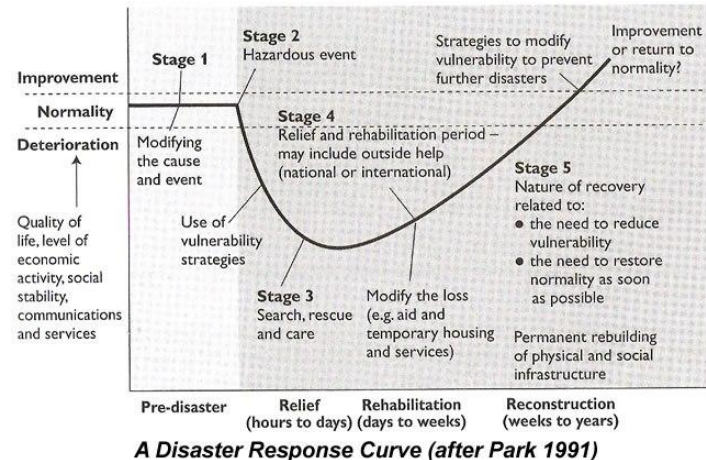 Stage 1
Stage 2
Hazardous event
Strategies to modify
vulnerability to prevent
further disasters
Improvement
or return to
normality?
Improvement
Normality
Deterioration
Modifying
the cause
and event
Stage 4
Relief and rehabilitation period –
may include outside help
(national or international)
Quality of
life, level of
economic
activity, social
stability,
communications
and services
Use of
vulnerability
strategies
Stage 5
Nature of recovery
related to:
● the need to reduce
vulnerability
● the need to restore
normality as soon
as possible
Stage 3
Search, rescue
and care
Modify the loss
(e.g. aid and
temporary housing
and services)
Permanent rebuilding
of physical and social
infrastructure
Pre-disaster
Relief
(hours to days)
Rehabilitation
(days to weeks)
Reconstruction
(weeks to years)
A Disaster Response Curve (after Park 1991)